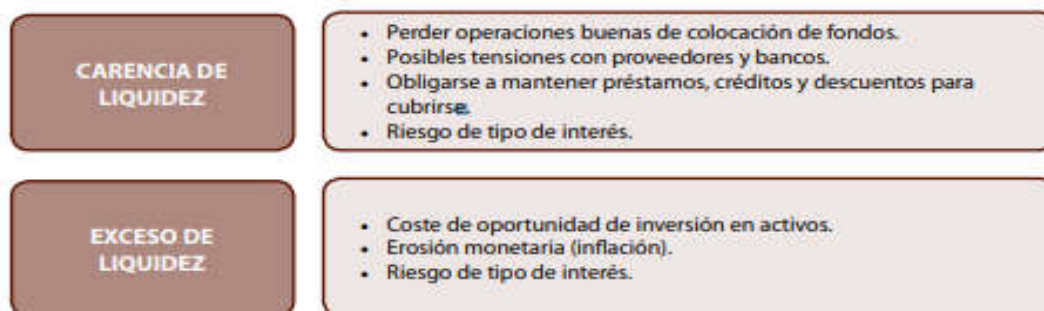 CARENCIA DE
LIQUIDEZ
• Perder operaciones buenas de colocación de fondos.
• Posibles tensiones con proveedores y bancos.
• Obligarse a mantener préstamos, créditos y descuentos para
cubrirse.
• Riesgo de tipo de interés.
EXCESO DE
LIQUIDEZ
• Coste de oportunidad de inversión en activos.
• Erosión monetaria (inflación).
• Riesgo de tipo de interés.